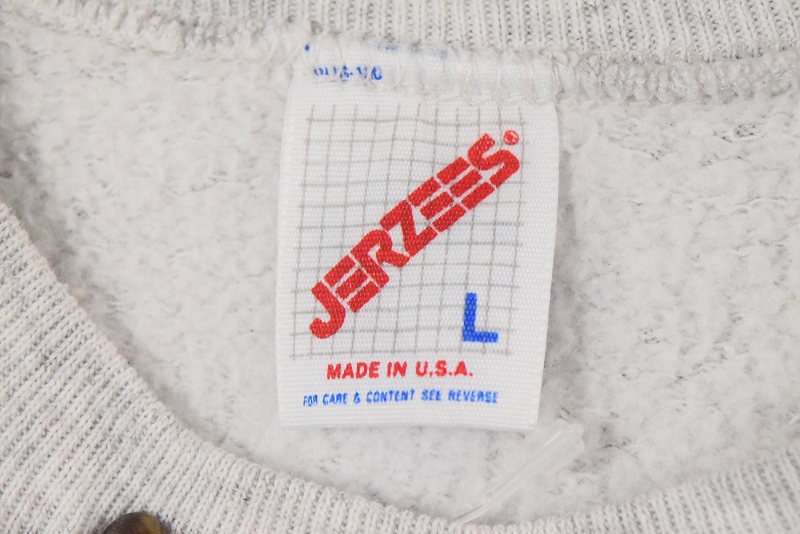 JERZEES®
L
MADE IN U.S.A.
FOR CARE & CONTENT SEE REVERSE